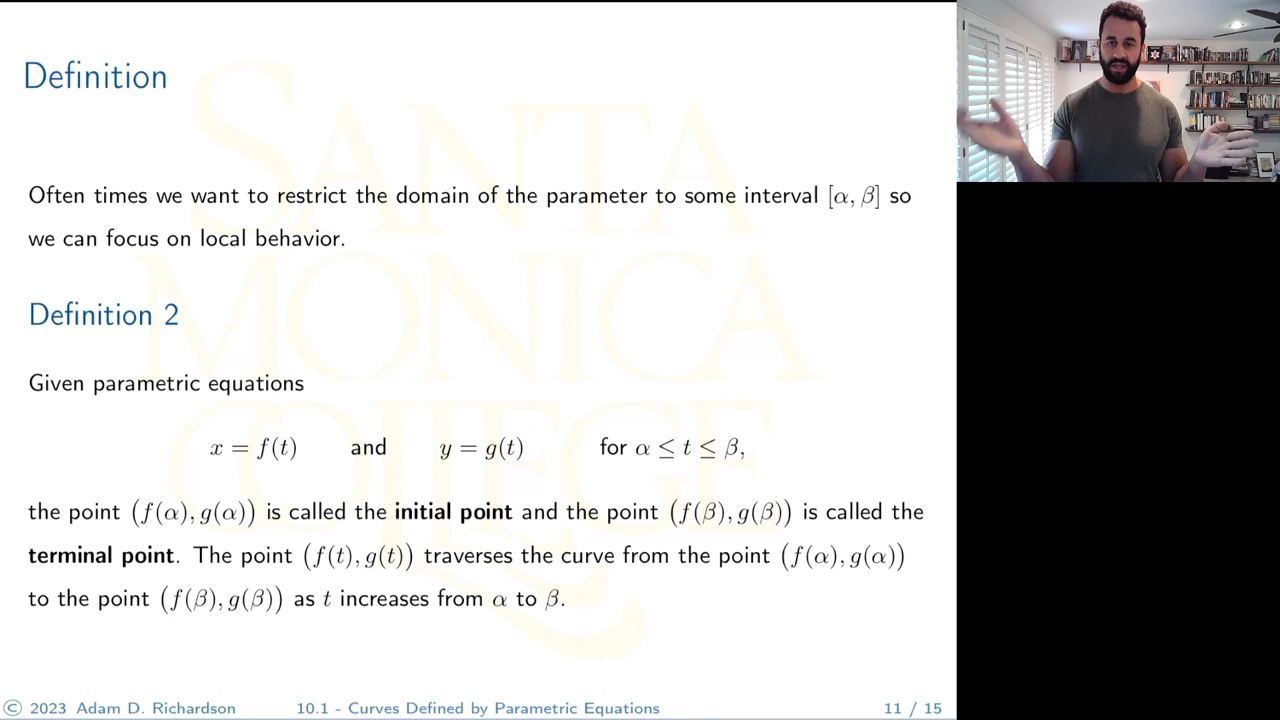 Definition
SANTA
MONICA
COLLEGE
Often times we want to restrict the domain of the parameter to some interval [α, β] so
we can focus on local behavior.
Definition 2
Given parametric equations
x = f(t) and y = g(t) for α ≤ t ≤ β,
the point (f(α), g(α)) is called the initial point and the point (f(β), g(β)) is called the
terminal point. The point (f(t), g(t)) traverses the curve from the point (f(α), g(α))
to the point (f(β), g(β)) as t increases from α to β.
© 2023 Adam D. Richardson 10.1 - Curves Defined by Parametric Equations 11 / 15